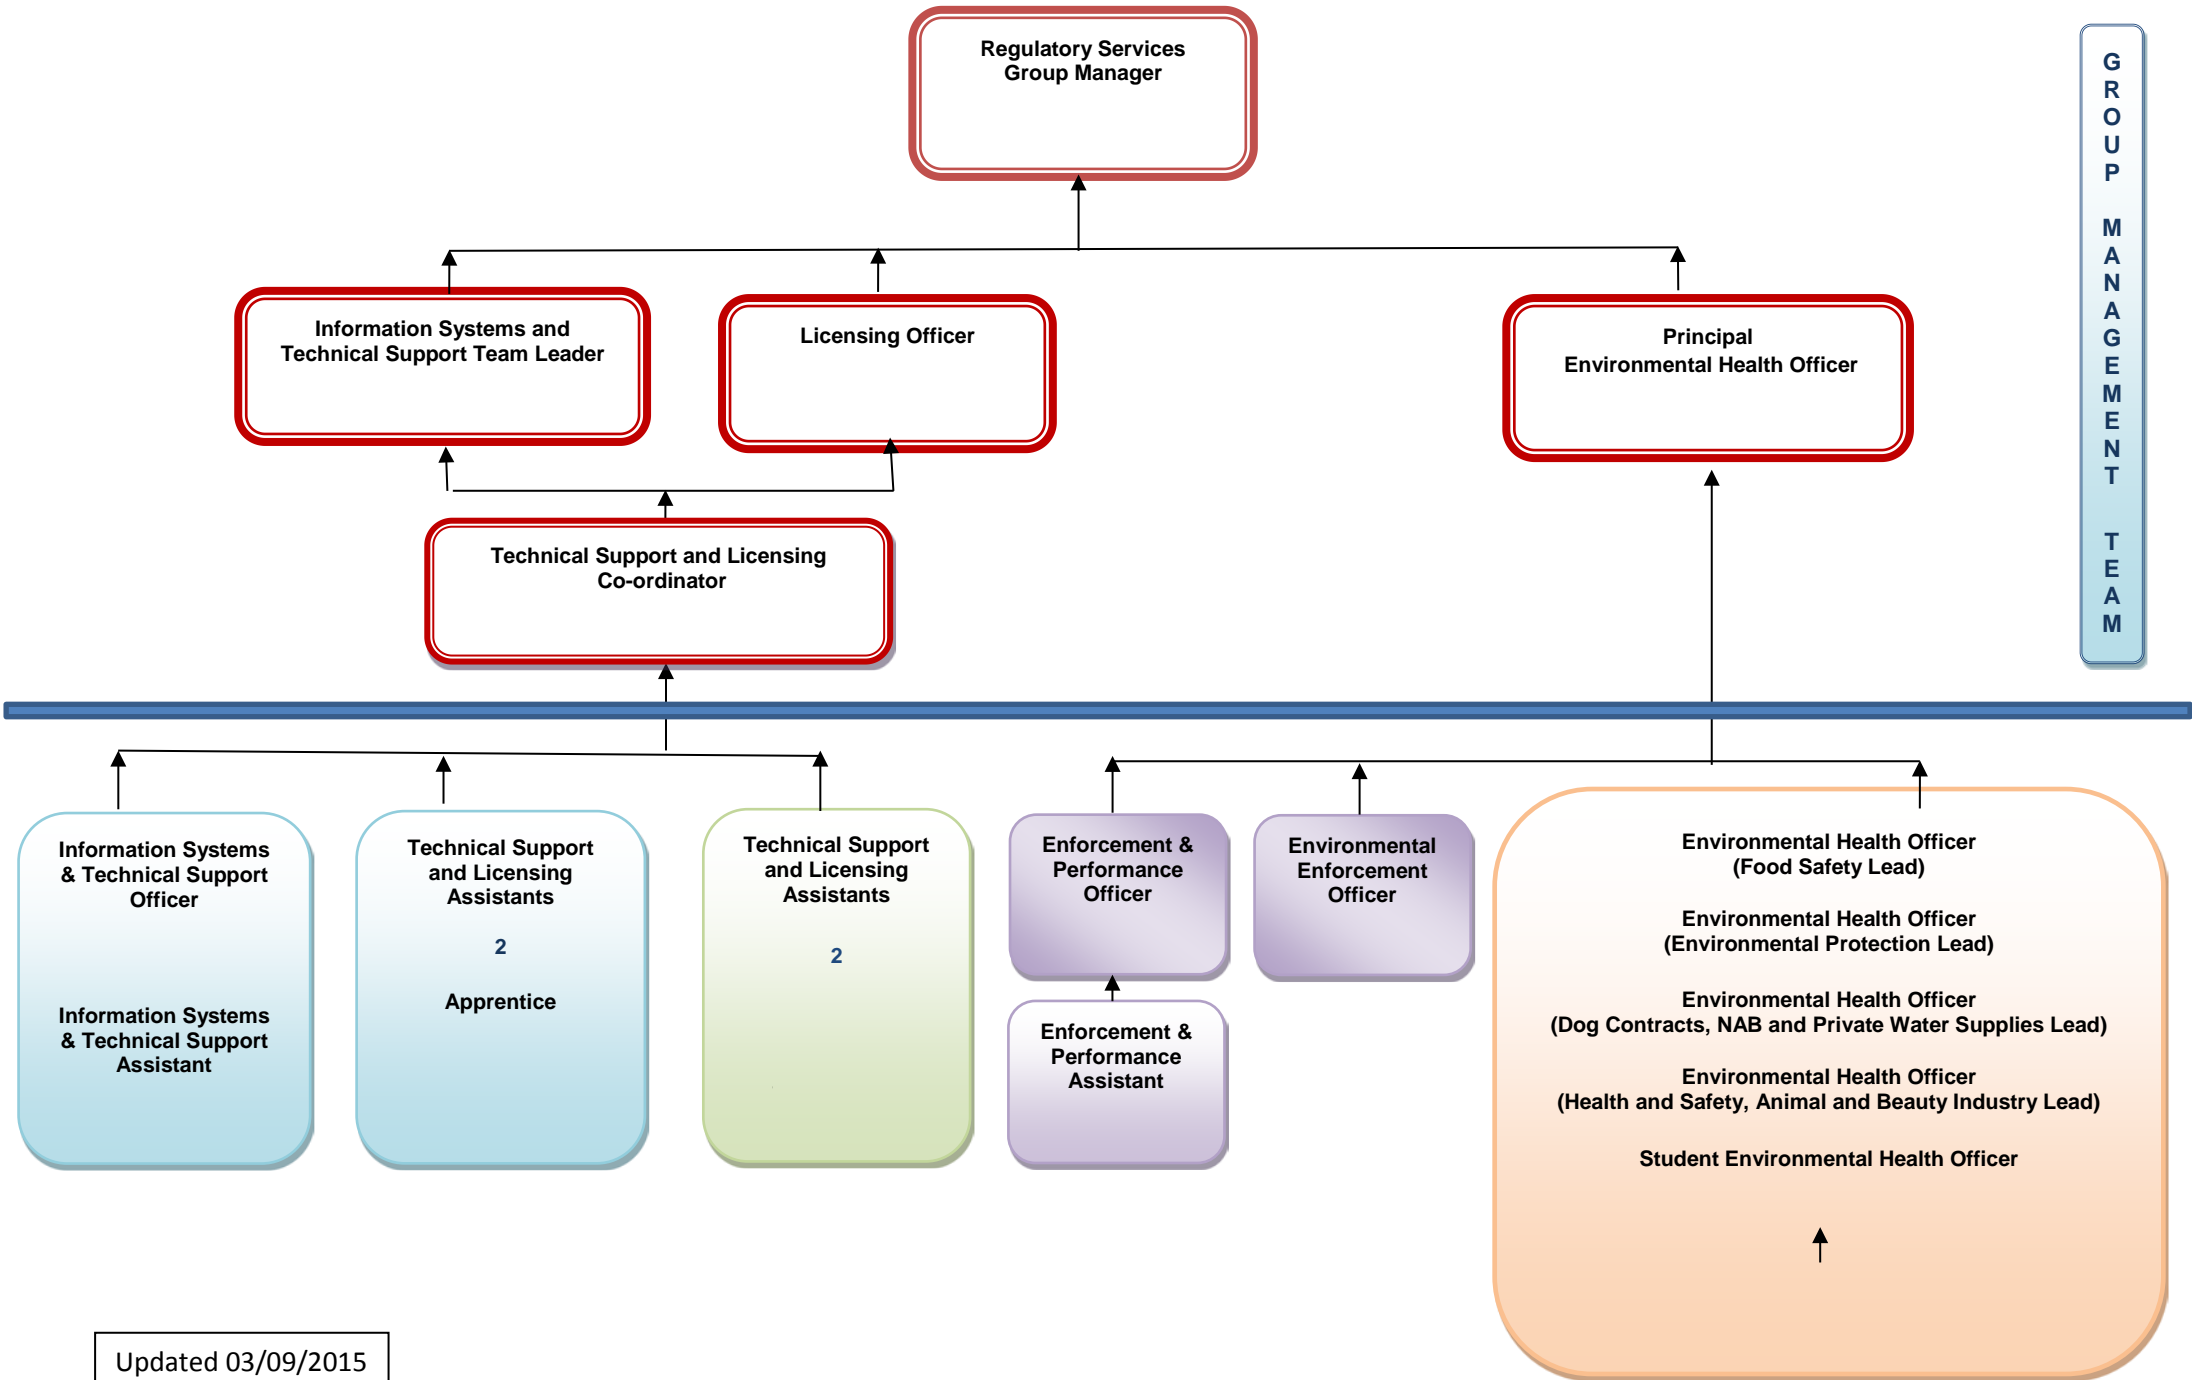 Regulatory Services
Group Manager
G
R
O
U
P
M
A
N
A
G
E
M
E
N
T
T
E
A
M
Information Systems and
Technical Support Team Leader
Licensing Officer
Principal
Environmental Health Officer
Technical Support and Licensing
Co-ordinator
Information Systems
& Technical Support
Officer
Information Systems
& Technical Support
Assistant
Technical Support
and Licensing
Assistants
2
Apprentice
Technical Support
and Licensing
Assistants
2
Enforcement &
Performance
Officer
Enforcement &
Performance
Assistant
Environmental
Enforcement
Officer
Environmental Health Officer
(Food Safety Lead)
Environmental Health Officer
(Environmental Protection Lead)
Environmental Health Officer
(Dog Contracts, NAB and Private Water Supplies Lead)
Environmental Health Officer
(Health and Safety, Animal and Beauty Industry Lead)
Student Environmental Health Officer
Updated 03/09/2015